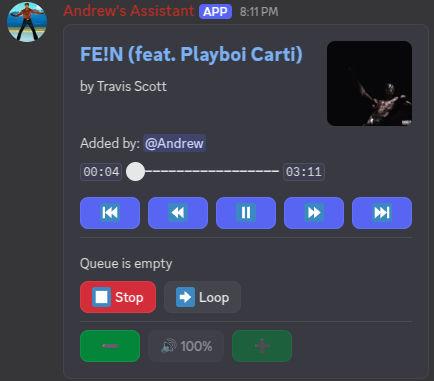 Andrew's Assistant APP 8:11 PM
FE!N (feat. Playboi Carti)
by Travis Scott
Added by: @Andrew
00:04 03:11
Queue is empty
Stop Loop
100%